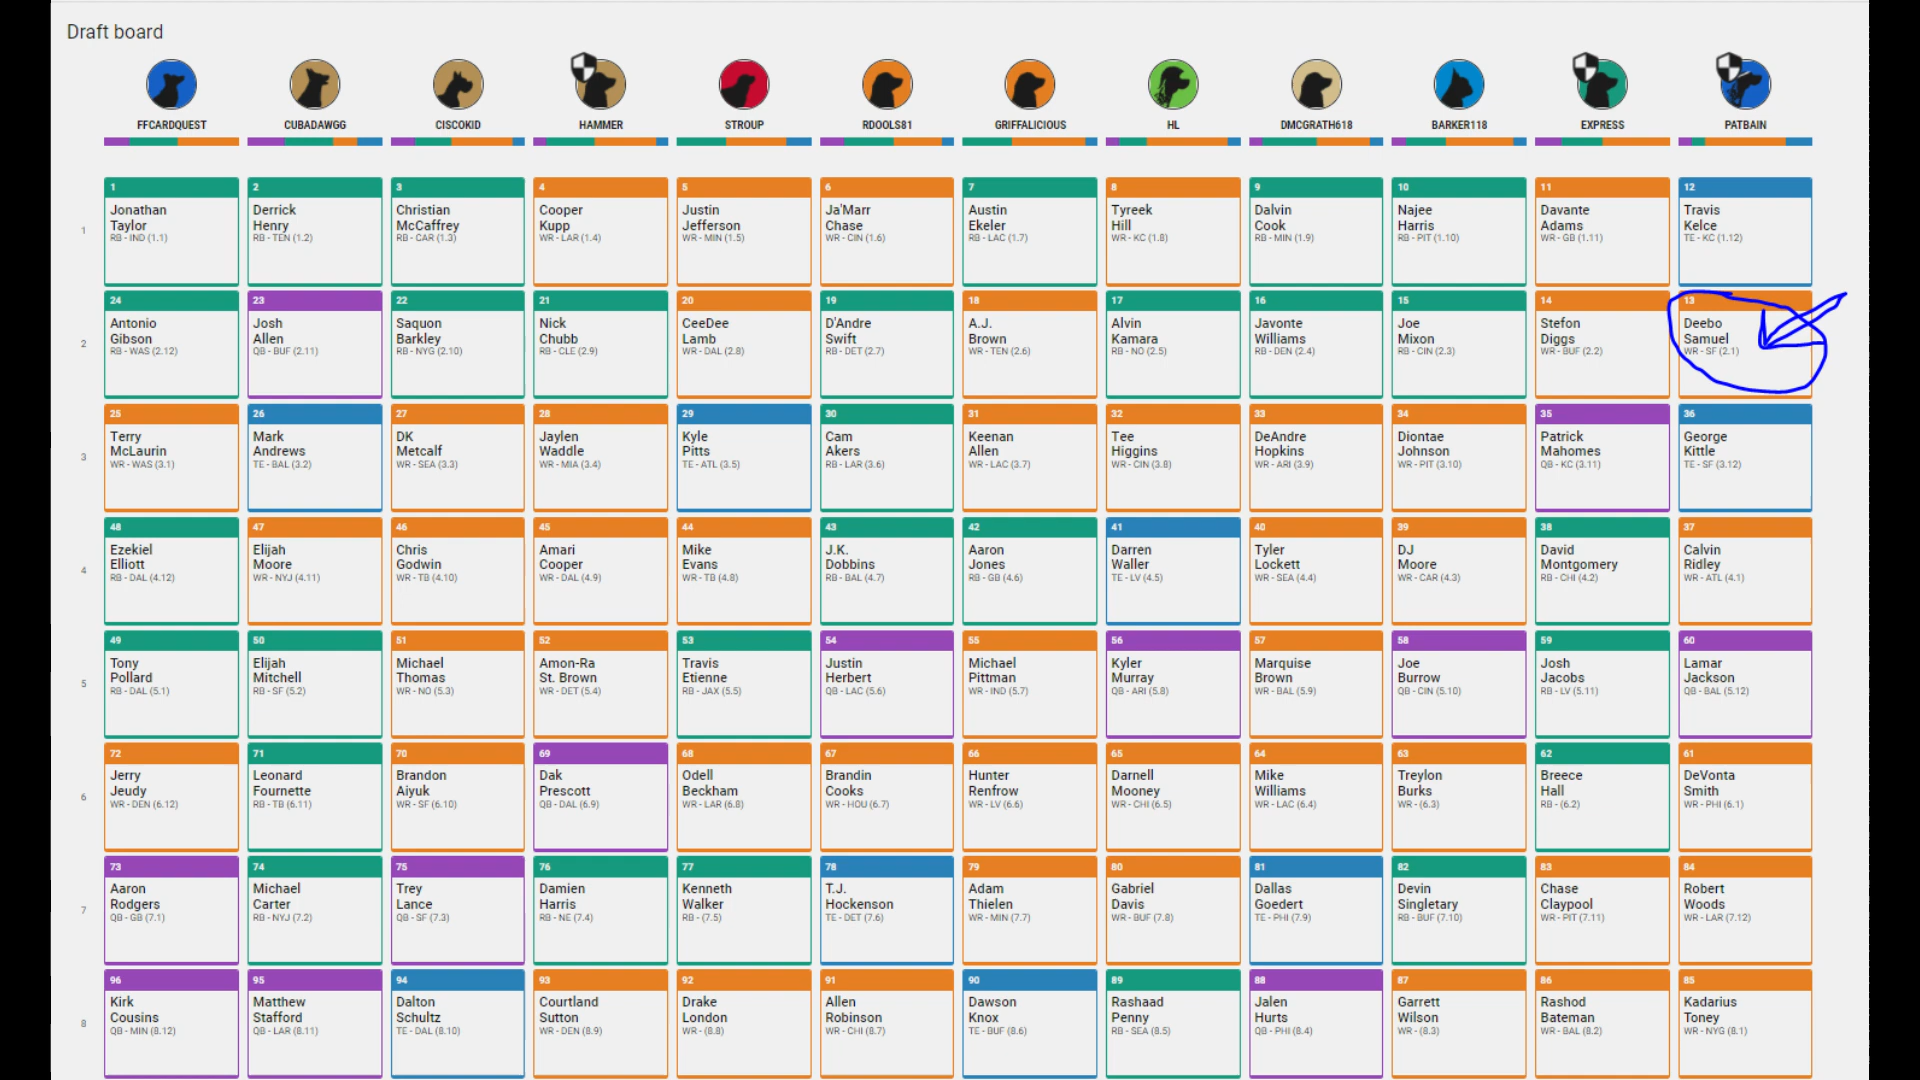 Draft board
FFCARDQUEST CUBADAWGG CISCOKID HAMMER STROUP RDOOLS81 GRIFFALICIOUS HL DMCGRATH618 BARKER118 EXPRESS PATBAIN
1 2 3 4 5 6 7 8 9 10 11 12
Jonathan Derrick Christian Cooper Justin Ja'Marr Austin Tyreek Dalvin Najee Davante Travis
1 Taylor Henry McCaffrey Kupp Jefferson Chase Ekeler Hill Cook Harris Adams Kelce
RB - IND (1.1) RB - TEN (1.2) RB - CAR (1.3) WR - LAR (1.4) WR - MIN (1.5) WR - CIN (1.6) RB - LAC (1.7) WR - KC (1.8) RB - MIN (1.9) RB - PIT (1.10) WR - GB (1.11) TE - KC (1.12)
24 23 22 21 20 19 18 17 16 15 14 13
Antonio Josh Saquon Nick CeeDee D'Andre A.J. Alvin Javonte Joe Stefon Deebo
2 Gibson Allen Barkley Chubb Lamb Swift Brown Kamara Williams Mixon Diggs Samuel
RB - WAS (2.12) QB - BUF (2.11) RB - NYG (2.10) RB - CLE (2.9) WR - DAL (2.8) RB - DET (2.7) WR - TEN (2.6) RB - NO (2.5) RB - DEN (2.4) RB - CIN (2.3) WR - BUF (2.2) WR - SF (2.1)
25 26 27 28 29 30 31 32 33 34 35 36
Terry Mark DK Jaylen Kyle Cam Keenan Tee DeAndre Diontae Patrick George
3 McLaurin Andrews Metcalf Waddle Pitts Akers Allen Higgins Hopkins Johnson Mahomes Kittle
WR - WAS (3.1) TE - BAL (3.2) WR - SEA (3.3) WR - MIA (3.4) TE - ATL (3.5) RB - LAR (3.6) WR - LAC (3.7) WR - CIN (3.8) WR - ARI (3.9) WR - PIT (3.10) QB - KC (3.11) TE - SF (3.12)
48 47 46 45 44 43 42 41 40 39 38 37
Ezekiel Elijah Chris Amari Mike J.K. Aaron Darren Tyler DJ David Calvin
4 Elliott Moore Godwin Cooper Evans Dobbins Jones Waller Lockett Moore Montgomery Ridley
RB - DAL (4.12) WR - NYJ (4.11) WR - TB (4.10) WR - DAL (4.9) WR - TB (4.8) RB - BAL (4.7) RB - GB (4.6) TE - LV (4.5) WR - SEA (4.4) WR - CAR (4.3) RB - CHI (4.2) WR - ATL (4.1)
49 50 51 52 53 54 55 56 57 58 59 60
Tony Elijah Michael Amon-Ra Travis Justin Michael Kyler Marquise Joe Josh Lamar
5 Pollard Mitchell Thomas St. Brown Etienne Herbert Pittman Murray Brown Burrow Jacobs Jackson
RB - DAL (5.1) RB - SF (5.2) WR - NO (5.3) WR - DET (5.4) RB - JAX (5.5) QB - LAC (5.6) WR - IND (5.7) QB - ARI (5.8) WR - BAL (5.9) QB - CIN (5.10) RB - LV (5.11) QB - BAL (5.12)
72 71 70 69 68 67 66 65 64 63 62 61
Jerry Leonard Brandon Dak Odell Brandin Hunter Darnell Mike Treylon Breece DeVonta
6 Jeudy Fournette Aiyuk Prescott Beckham Cooks Renfrow Mooney Williams Burks Hall Smith
WR - DEN (6.12) RB - TB (6.11) WR - SF (6.10) QB - DAL (6.9) WR - LAR (6.8) WR - HOU (6.7) WR - LV (6.6) WR - CHI (6.5) WR - LAC (6.4) WR - (6.3) RB - (6.2) WR - PHI (6.1)
73 74 75 76 77 78 79 80 81 82 83 84
Aaron Michael Trey Damien Kenneth T.J. Adam Gabriel Dallas Devin Chase Robert
7 Rodgers Carter Lance Harris Walker Hockenson Thielen Davis Goedert Singletary Claypool Woods
QB - GB (7.1) RB - NYJ (7.2) QB - SF (7.3) RB - NE (7.4) RB - (7.5) TE - DET (7.6) WR - MIN (7.7) WR - BUF (7.8) TE - PHI (7.9) RB - BUF (7.10) WR - PIT (7.11) WR - LAR (7.12)
96 95 94 93 92 91 90 89 88 87 86 85
Kirk Matthew Dalton Courtland Drake Allen Dawson Rashaad Jalen Garrett Rashod Kadarius
8 Cousins Stafford Schultz Sutton London Robinson Knox Penny Hurts Wilson Bateman Toney
QB - MIN (8.12) QB - LAR (8.11) TE - DAL (8.10) WR - DEN (8.9) WR - (8.8) WR - CHI (8.7) TE - BUF (8.6) RB - SEA (8.5) QB - PHI (8.4) WR - (8.3) WR - BAL (8.2) WR - NYG (8.1)